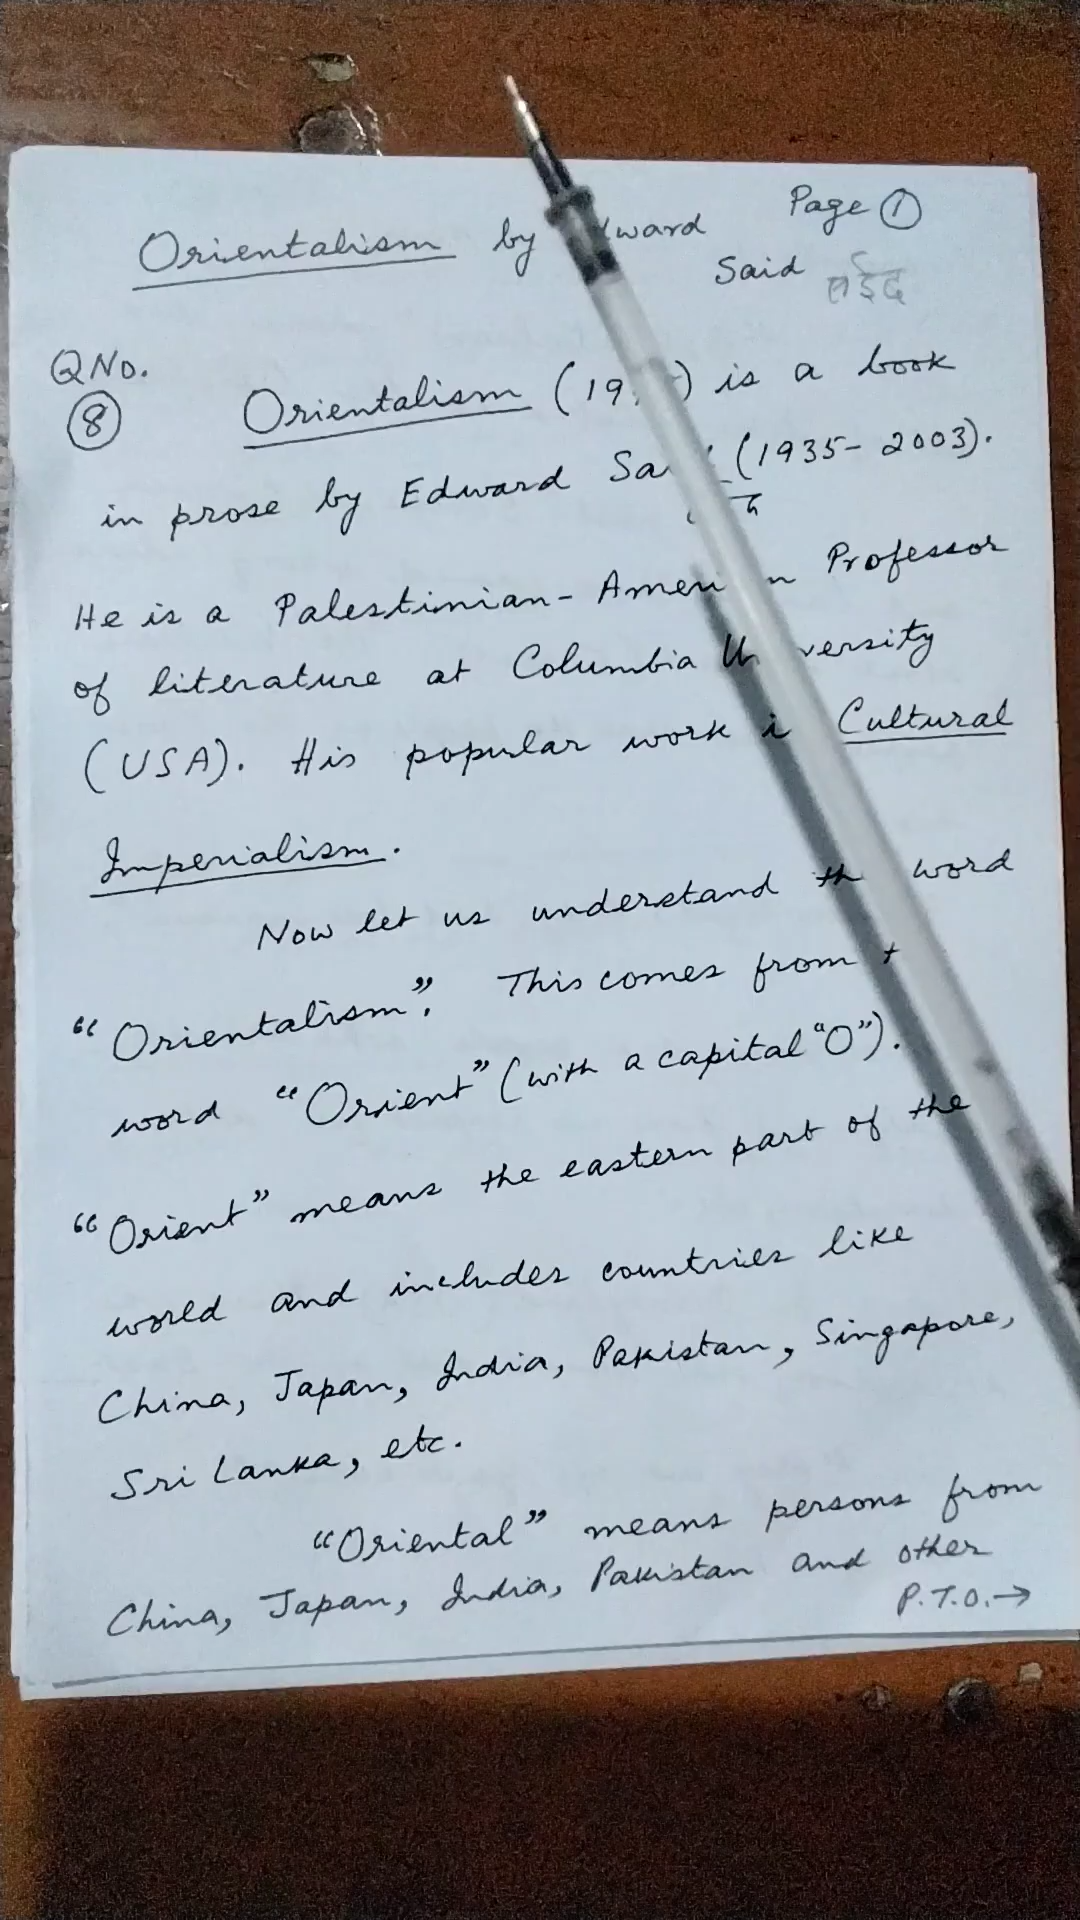 Page ①
Orientalism by ward
Said सईद
Q No.
⑧ Orientalism (19 ) is a book
in prose by Edward Sa (1935- 2003).
He is a Palestinian- Ameri n Professor
of literature at Columbia Un versity
(USA). His popular work i Cultural
Imperialism.
Now let us understand th word
"Orientalism". This comes from t
word "Orient" (with a capital "O").
"Orient" means the eastern part of the
world and includes countries like
China, Japan, India, Pakistan, Singapore,
Sri Lanka, etc.
"Oriental" means persons from
China, Japan, India, Pakistan and other
P.T.O. →